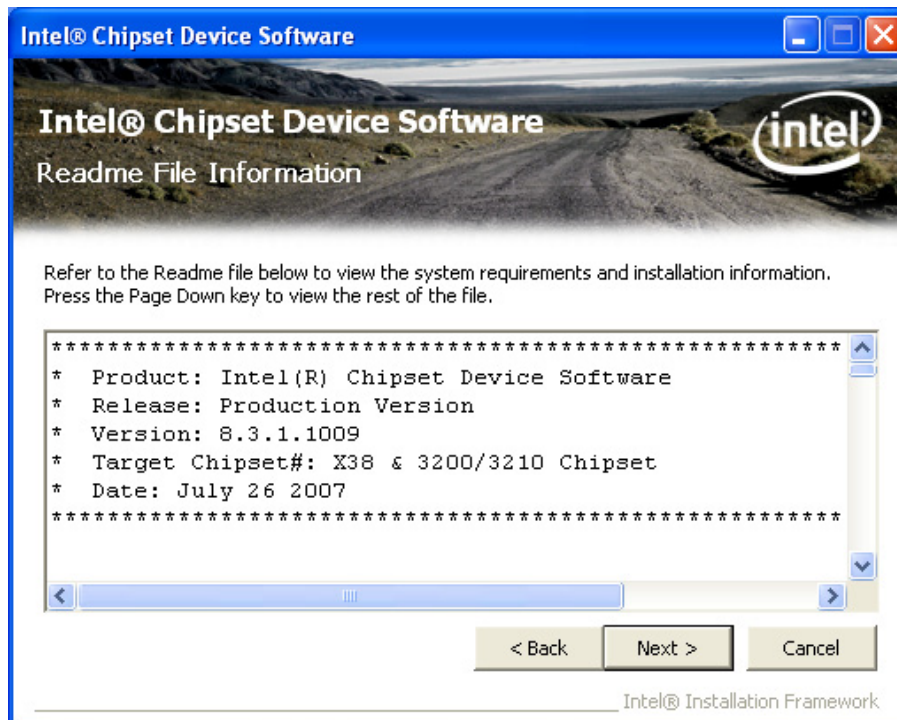 Intel® Chipset Device Software
Intel® Chipset Device Software
intel
Readme File Information
Refer to the Readme file below to view the system requirements and installation information.
Press the Page Down key to view the rest of the file.
********************************************************
*  Product: Intel(R) Chipset Device Software
*  Release: Production Version
*  Version: 8.3.1.1009
*  Target Chipset#: X38 & 3200/3210 Chipset
*  Date: July 26 2007
********************************************************
< Back
Next >
Cancel
Intel® Installation Framework